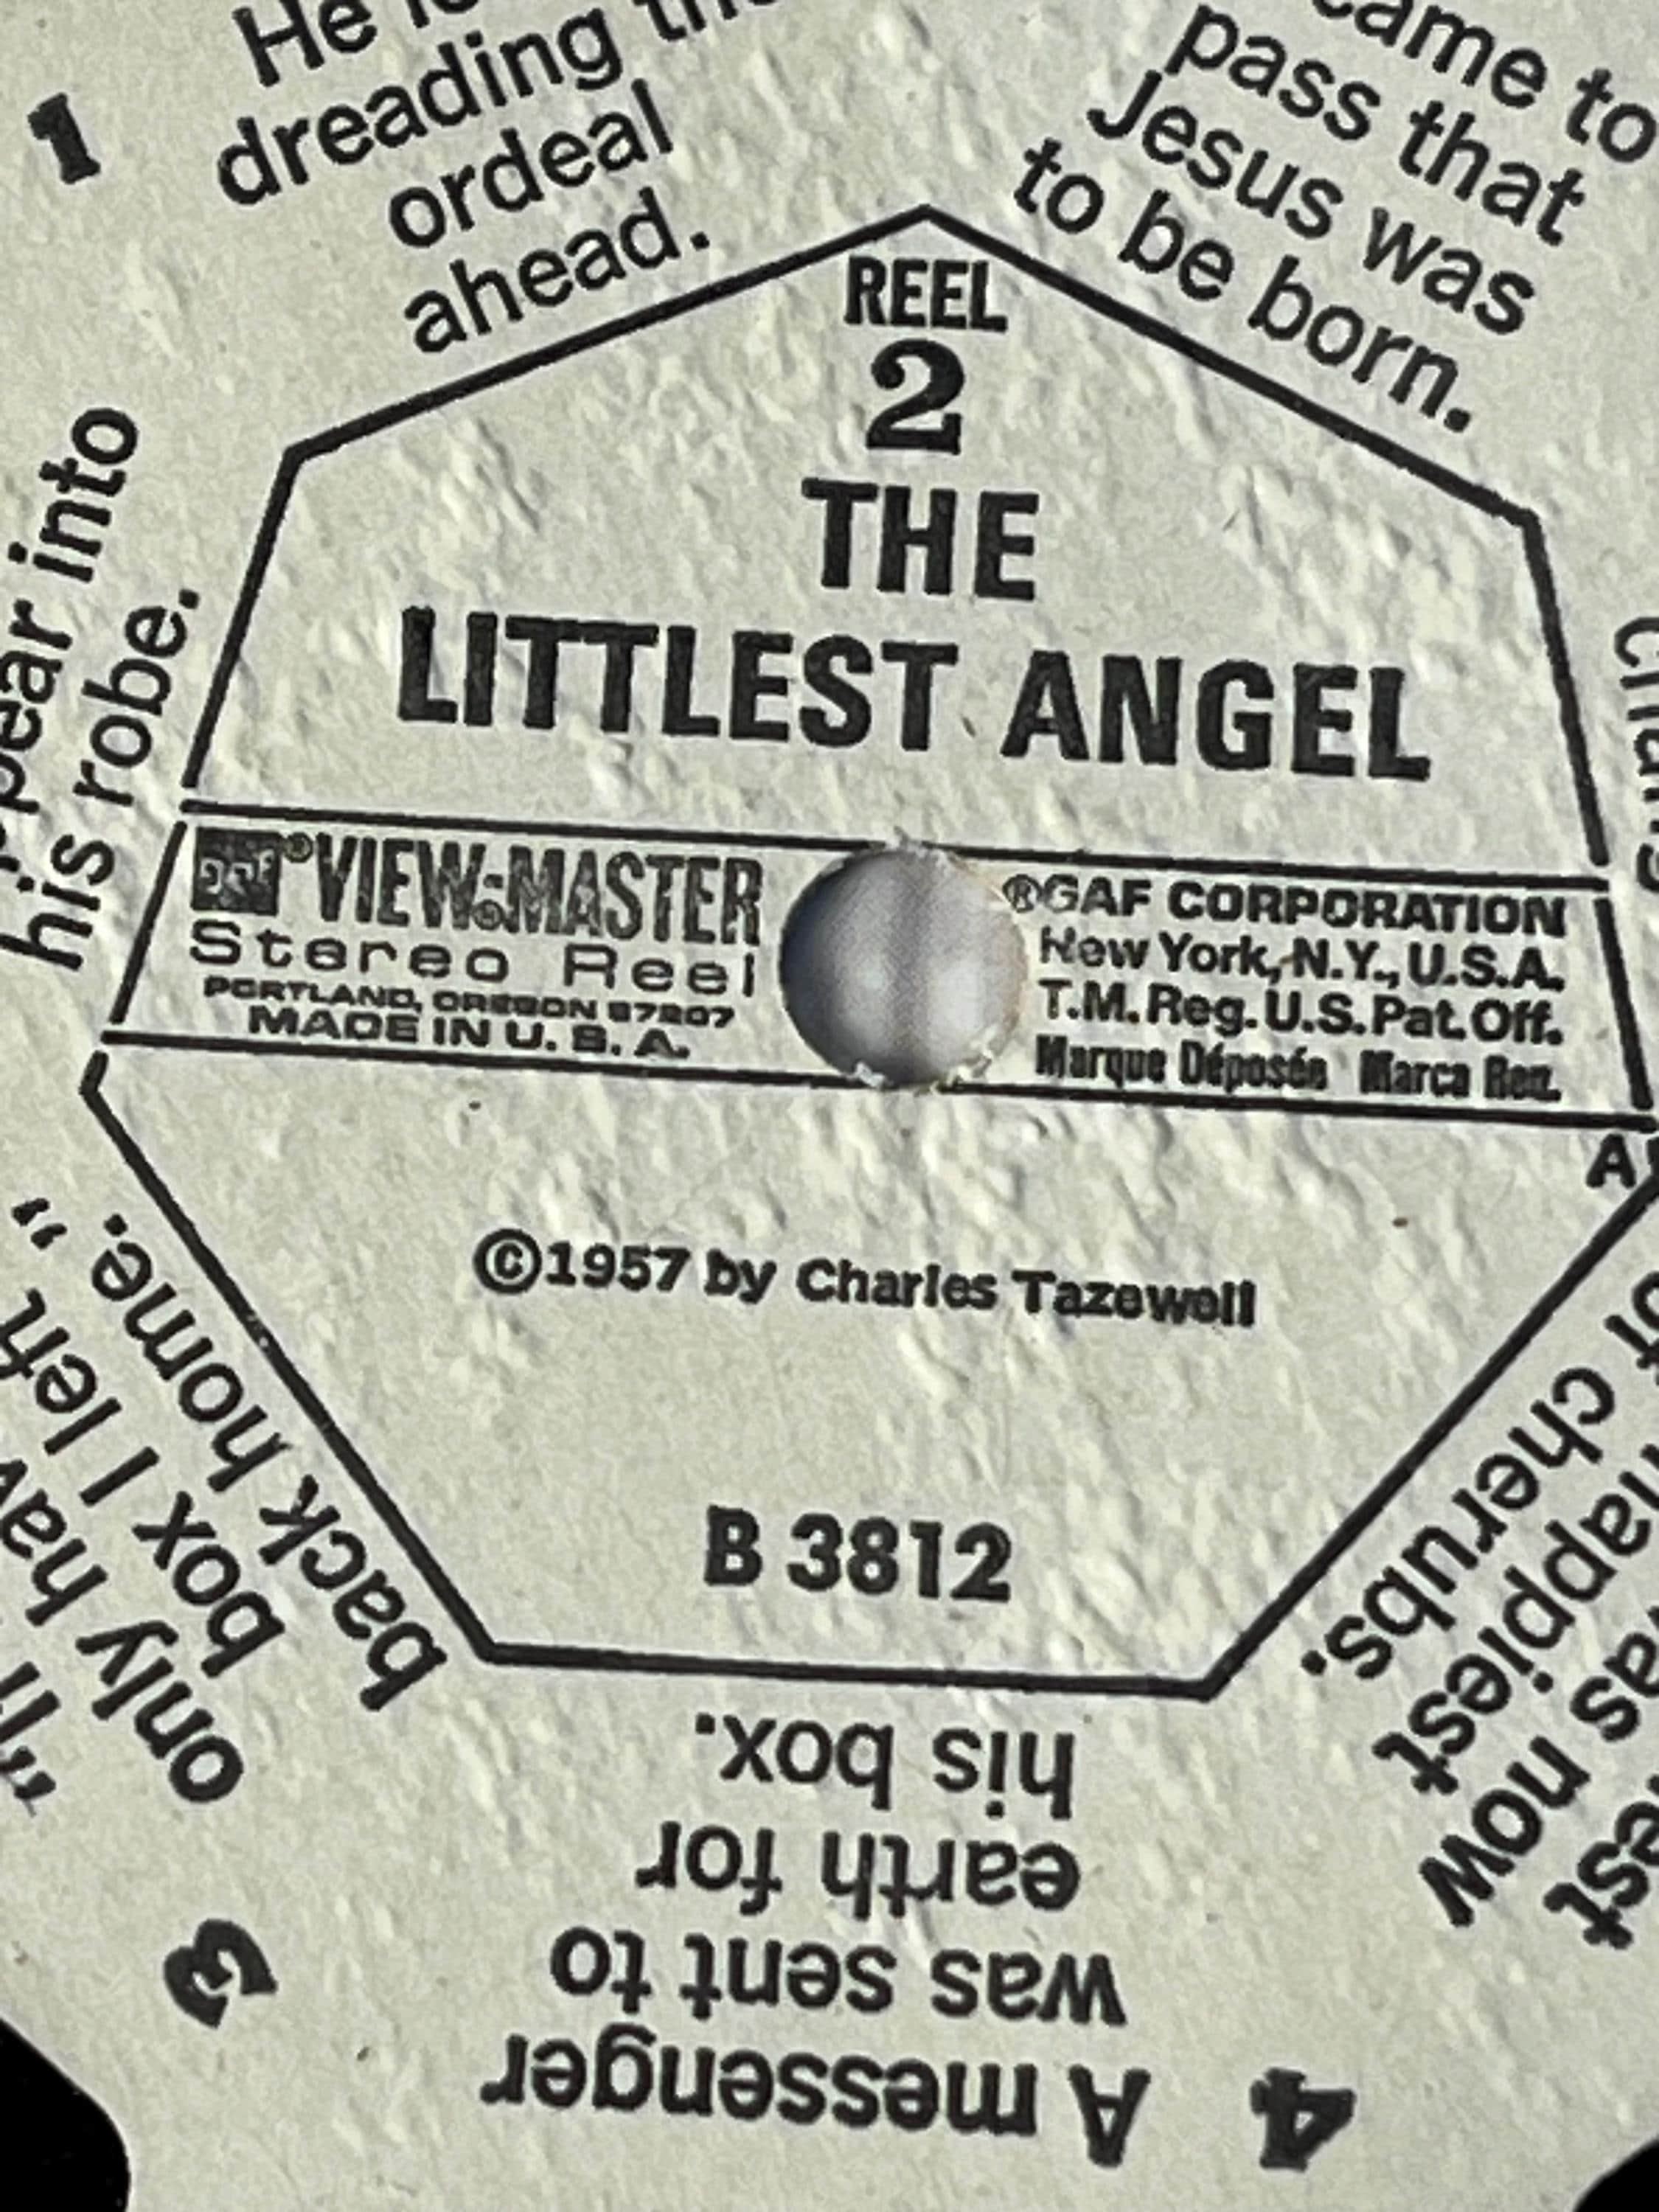 REEL
2
THE
LITTLEST ANGEL
gaf® VIEW-MASTER®
Stereo Reel
PORTLAND, OREGON 97207
MADE IN U. S. A.
®GAF CORPORATION
New York, N.Y., U.S.A.
T.M. Reg. U.S. Pat. Off.
Marque Déposée Marca Reg.
A
©1957 by Charles Tazewell
B 3812
1
He
dreading
ordeal
ahead.
into
his robe.
3
only
box I left
back home."
4
A messenger
was sent to
earth for
his box.
now
happiest
of cherubs.
came to
pass that
Jesus was
to be born.